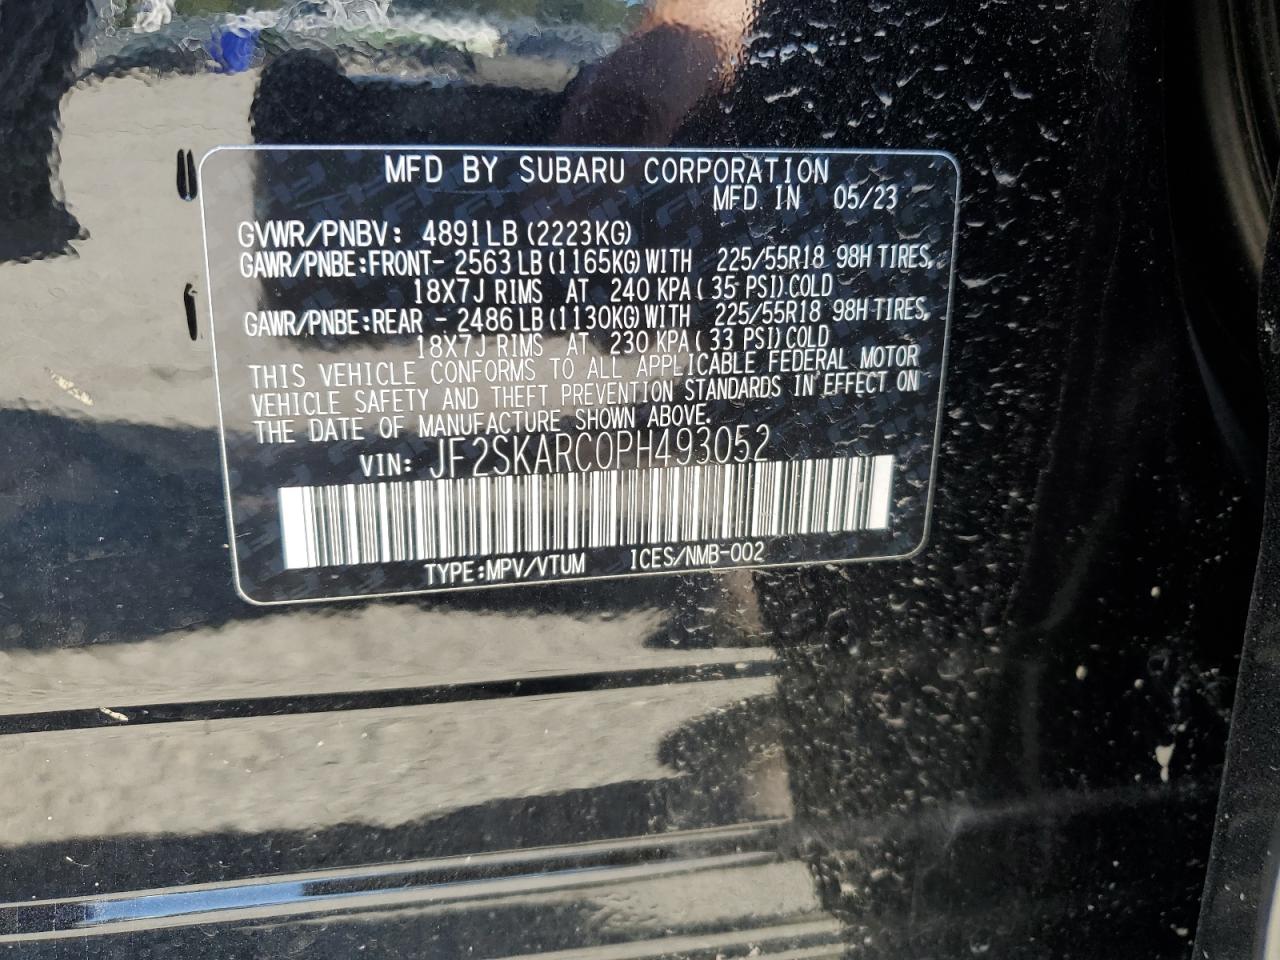 MFD BY SUBARU CORPORATION
MFD IN 05/23
GVWR/PNBV: 4891LB (2223KG)
GAWR/PNBE:FRONT- 2563LB (1165KG) WITH 225/55R18 98H TIRES,
18X7J RIMS AT 240 KPA ( 35 PSI) COLD
GAWR/PNBE:REAR - 2486LB (1130KG) WITH 225/55R18 98H TIRES,
18X7J RIMS AT 230 KPA ( 33 PSI) COLD
THIS VEHICLE CONFORMS TO ALL APPLICABLE FEDERAL MOTOR
VEHICLE SAFETY AND THEFT PREVENTION STANDARDS IN EFFECT ON
THE DATE OF MANUFACTURE SHOWN ABOVE.
VIN: JF2SKARC0PH493052
TYPE:MPV/VTUM ICES/NMB-002